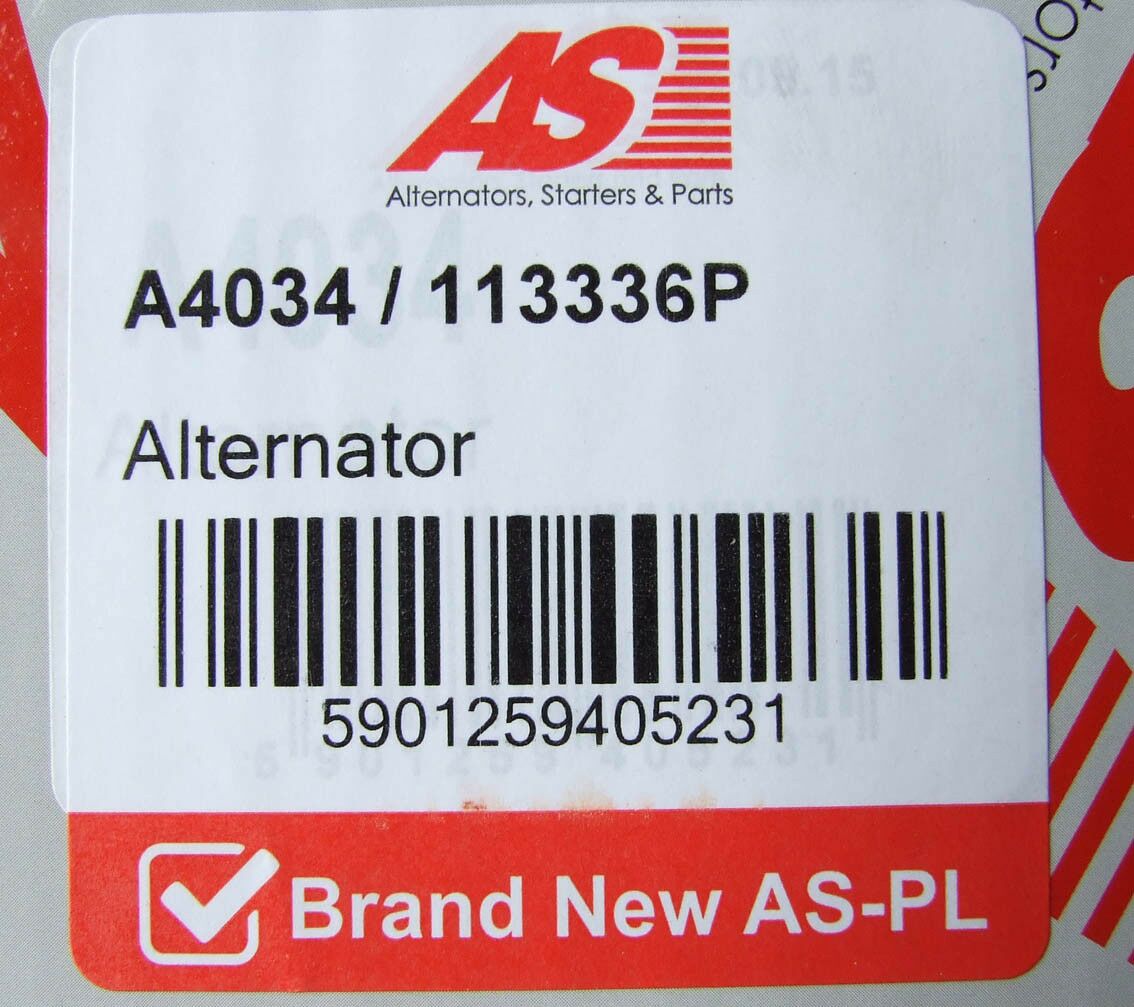 AS
Alternators, Starters & Parts
A4034 / 113336P
Alternator
5901259405231
Brand New AS-PL